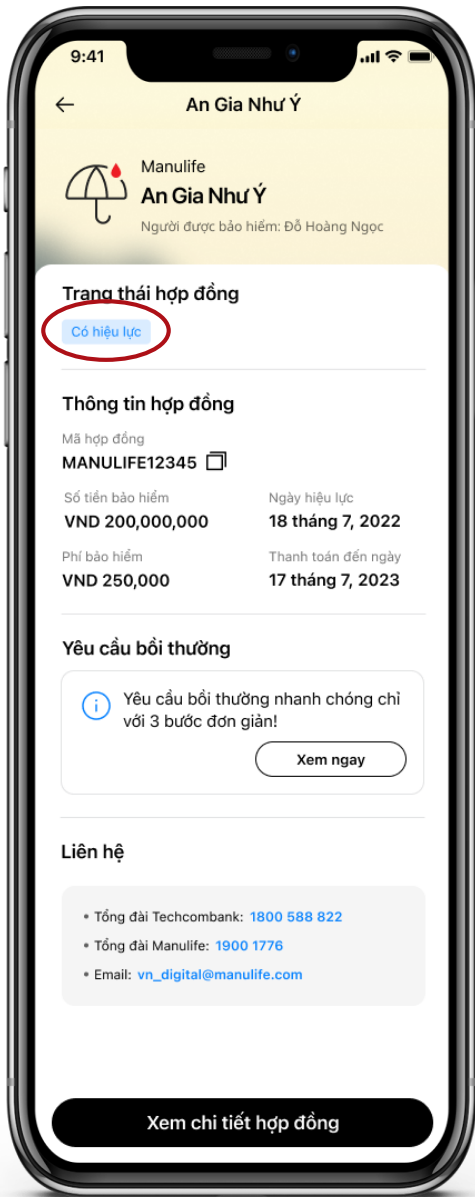 9:41
An Gia Như Ý
Manulife
An Gia Như Ý
Người được bảo hiểm: Đỗ Hoàng Ngọc
Trạng thái hợp đồng
Có hiệu lực
Thông tin hợp đồng
Mã hợp đồng
MANULIFE12345
Số tiền bảo hiểm
Ngày hiệu lực
VND 200,000,000
18 tháng 7, 2022
Phí bảo hiểm
Thanh toán đến ngày
VND 250,000
17 tháng 7, 2023
Yêu cầu bồi thường
Yêu cầu bồi thường nhanh chóng chỉ
với 3 bước đơn giản!
Xem ngay
Liên hệ
• Tổng đài Techcombank: 1800 588 822
• Tổng đài Manulife: 1900 1776
• Email: vn_digital@manulife.com
Xem chi tiết hợp đồng